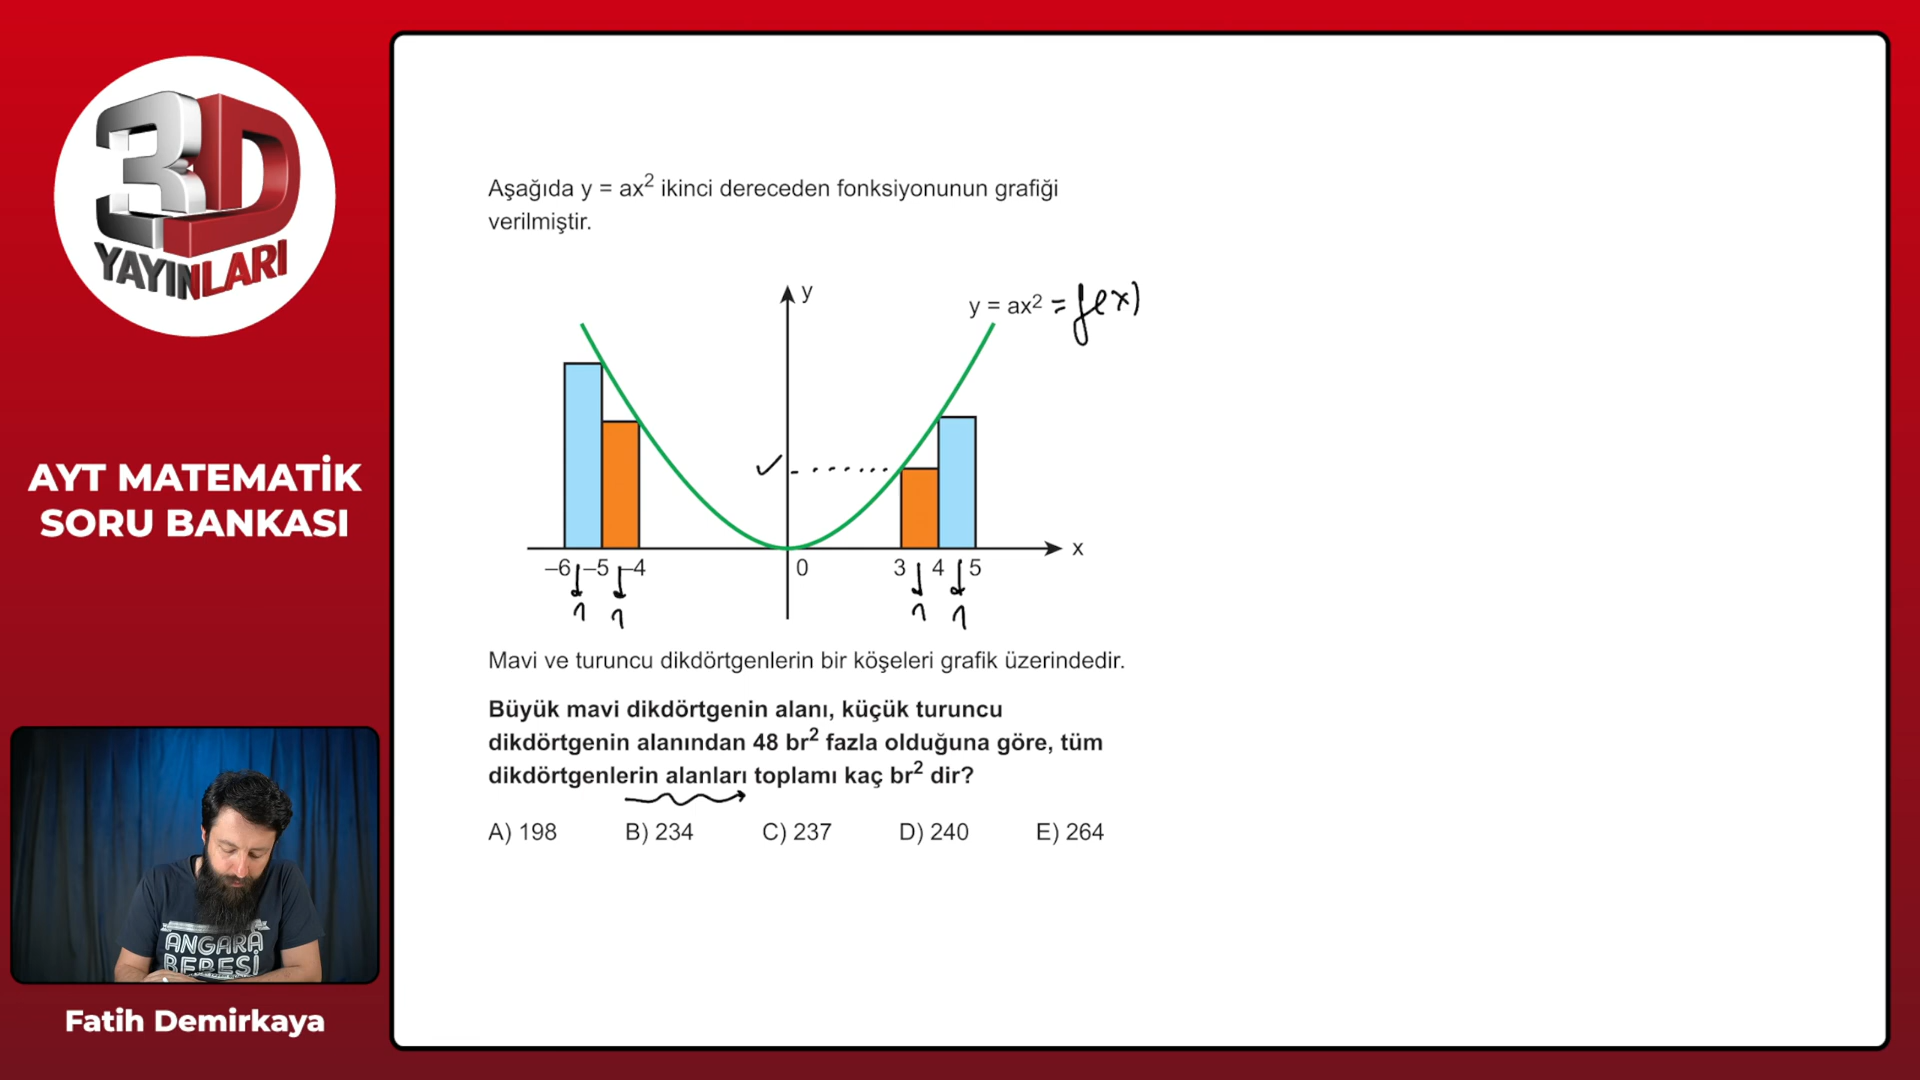 3D
YAYINLARI
AYT MATEMATİK
SORU BANKASI
ANGARA
BEBESİ
Fatih Demirkaya
Aşağıda y = ax² ikinci dereceden fonksiyonunun grafiği
verilmiştir.
y
y = ax² = f(x)
x
–6 –5 –4 0 3 4 5
1 1 1 1
Mavi ve turuncu dikdörtgenlerin bir köşeleri grafik üzerindedir.
Büyük mavi dikdörtgenin alanı, küçük turuncu
dikdörtgenin alanından 48 br² fazla olduğuna göre, tüm
dikdörtgenlerin alanları toplamı kaç br² dir?
A) 198 B) 234 C) 237 D) 240 E) 264